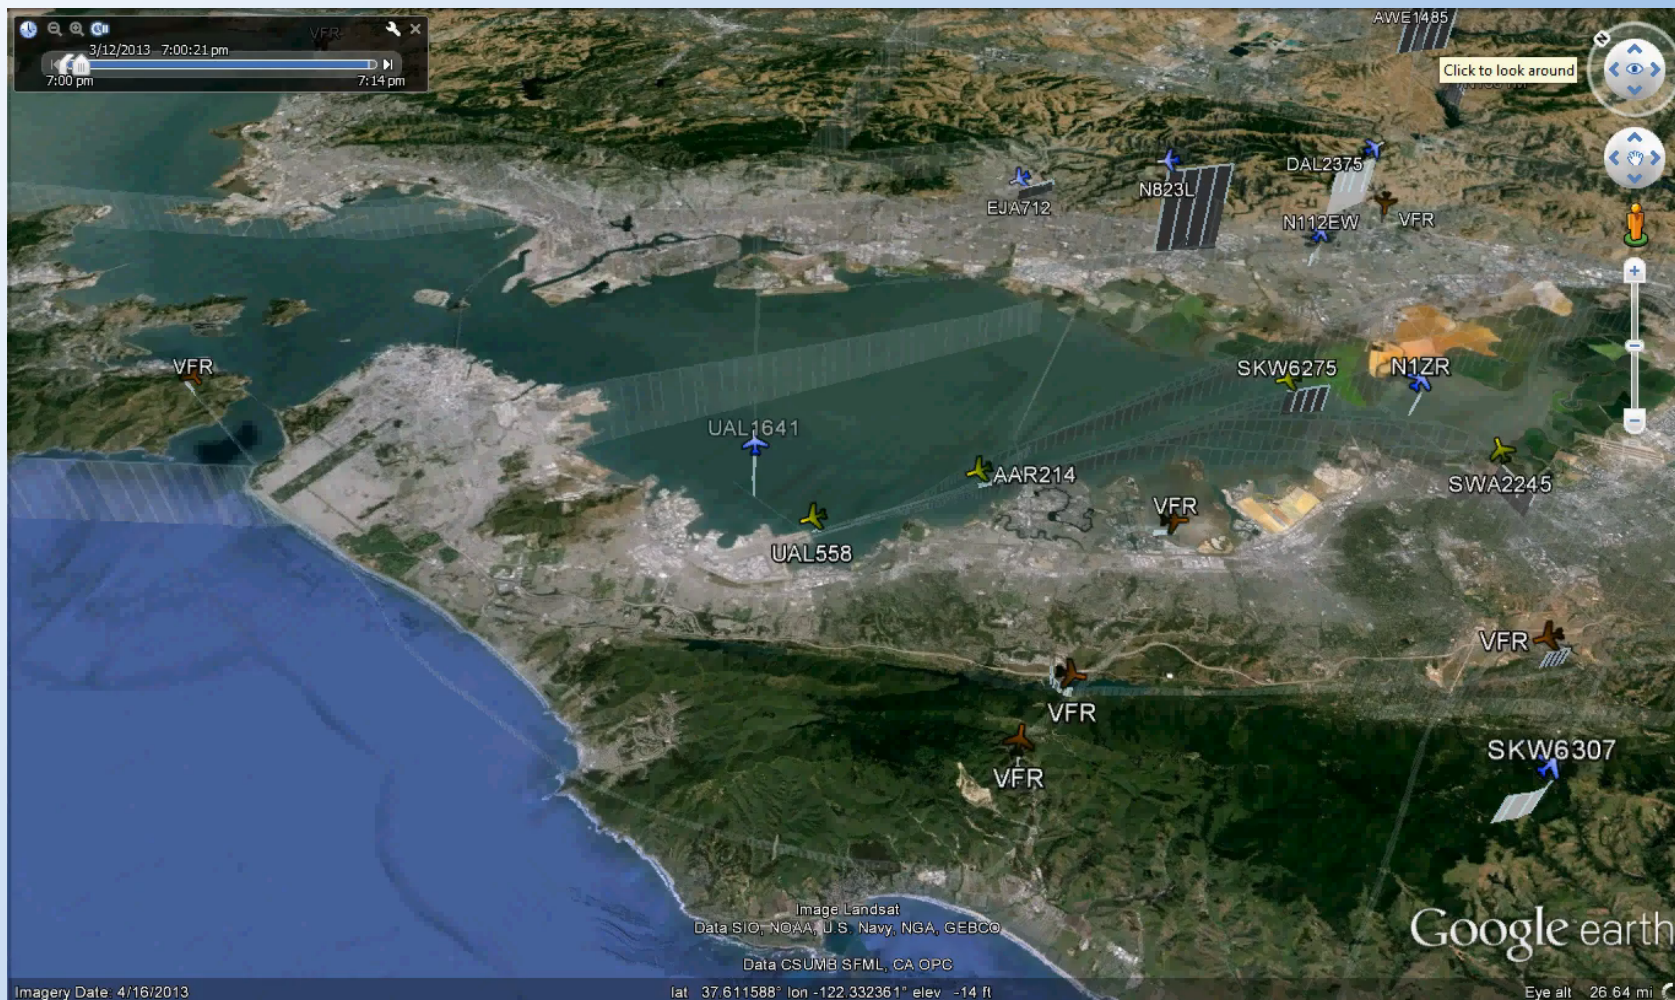 AWE1485
VFR
3/12/2013 7:00:21 pm
7:00 pm
7:14 pm
N
Click to look around
DAL2375
N823L
EJA712
N112EW
VFR
VFR
SKW6275
N1ZR
UAL1641
AAR214
SWA2245
VFR
UAL558
VFR
VFR
SKW6307
VFR
Image Landsat
Data SIO, NOAA, U.S. Navy, NGA, GEBCO
Google earth
Data CSUMB SFML, CA OPC
Imagery Date: 4/16/2013
lat 37.611588° lon -122.332361° elev -14 ft
Eye alt 26.64 mi